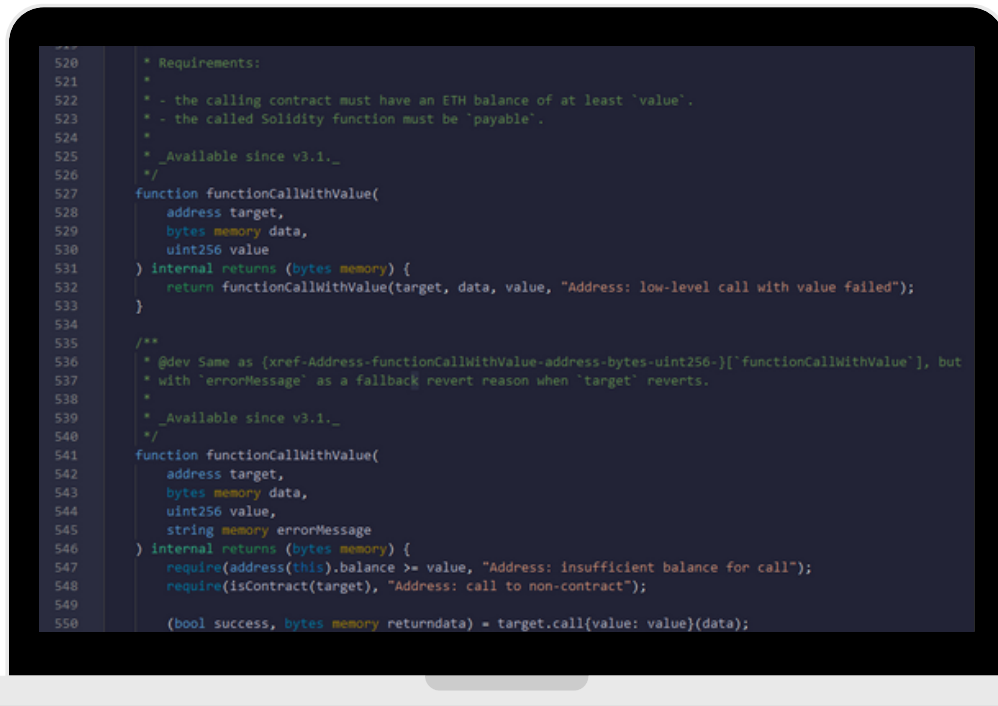 519
520 * Requirements:
521 *
522 * - the calling contract must have an ETH balance of at least `value`.
523 * - the called Solidity function must be `payable`.
524 *
525 * _Available since v3.1._
526 */
527 function functionCallWithValue(
528 address target,
529 bytes memory data,
530 uint256 value
531 ) internal returns (bytes memory) {
532 return functionCallWithValue(target, data, value, "Address: low-level call with value failed");
533 }
534
535 /**
536 * @dev Same as {xref-Address-functionCallWithValue-address-bytes-uint256-}[`functionCallWithValue`], but
537 * with `errorMessage` as a fallback revert reason when `target` reverts.
538 *
539 * _Available since v3.1._
540 */
541 function functionCallWithValue(
542 address target,
543 bytes memory data,
544 uint256 value,
545 string memory errorMessage
546 ) internal returns (bytes memory) {
547 require(address(this).balance >= value, "Address: insufficient balance for call");
548 require(isContract(target), "Address: call to non-contract");
549
550 (bool success, bytes memory returndata) = target.call{value: value}(data);